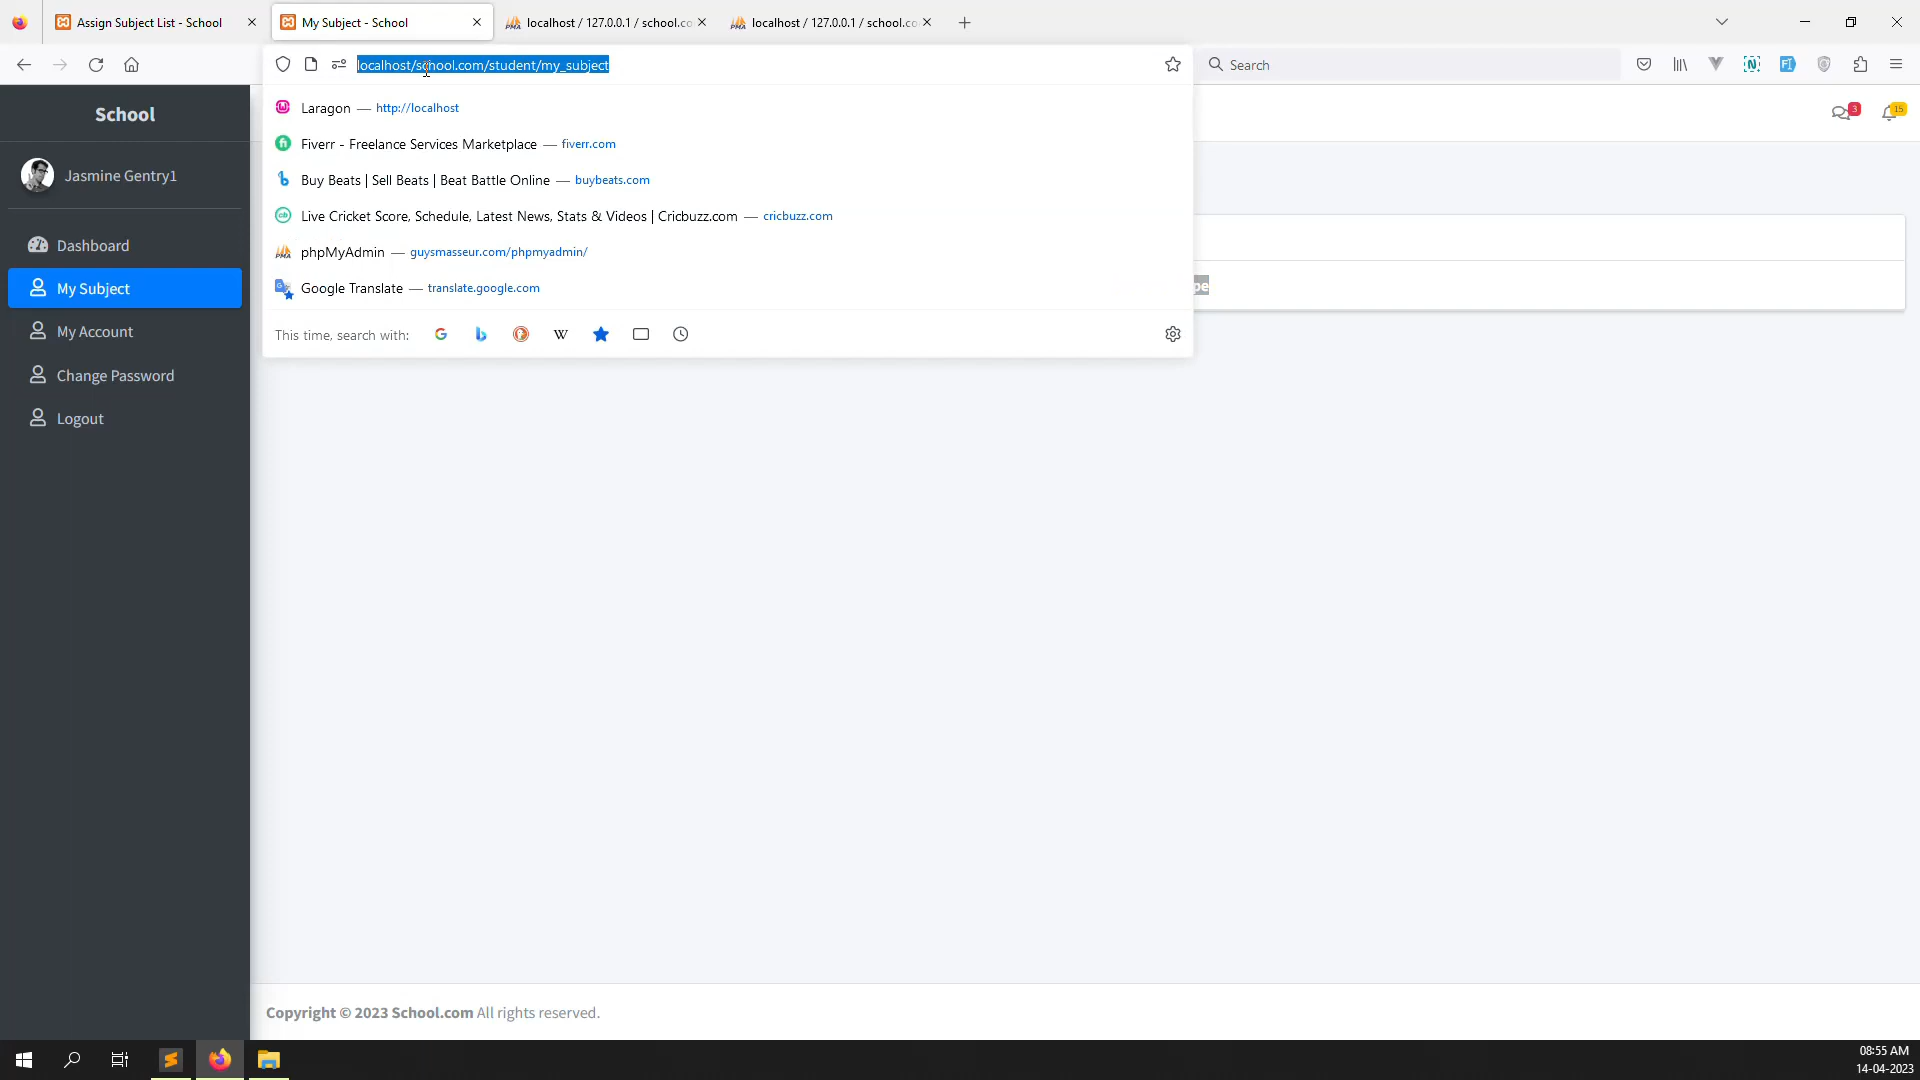 Assign Subject List - School
My Subject - School
localhost / 127.0.0.1 / school.co
localhost / 127.0.0.1 / school.co
localhost/school.com/student/my_subject
Search
School
Jasmine Gentry1
Dashboard
My Subject
My Account
Change Password
Logout
Laragon — http://localhost
Fiverr - Freelance Services Marketplace — fiverr.com
Buy Beats | Sell Beats | Beat Battle Online — buybeats.com
Live Cricket Score, Schedule, Latest News, Stats & Videos | Cricbuzz.com — cricbuzz.com
phpMyAdmin — guysmasseur.com/phpmyadmin/
Google Translate — translate.google.com
This time, search with:
3
15
pe
Copyright © 2023 School.com All rights reserved.
08:55 AM
14-04-2023